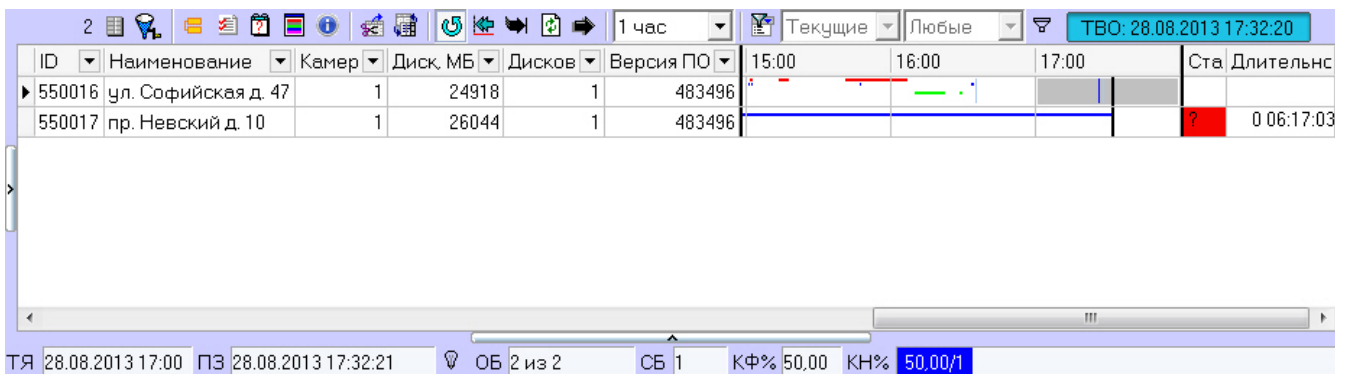 2 1 час Текущие Любые ТВО: 28.08.2013 17:32:20
ID Наименование Камер Диск, МБ Дисков Версия ПО 15:00 16:00 17:00 Ста Длительнс
550016 ул. Софийская д. 47 1 24918 1 483496
550017 пр. Невский д. 10 1 26044 1 483496 ? 0 06:17:03
ТЯ 28.08.2013 17:00 ПЗ 28.08.2013 17:32:21 ОБ 2 из 2 СБ 1 КФ% 50,00 КН% 50,00/1